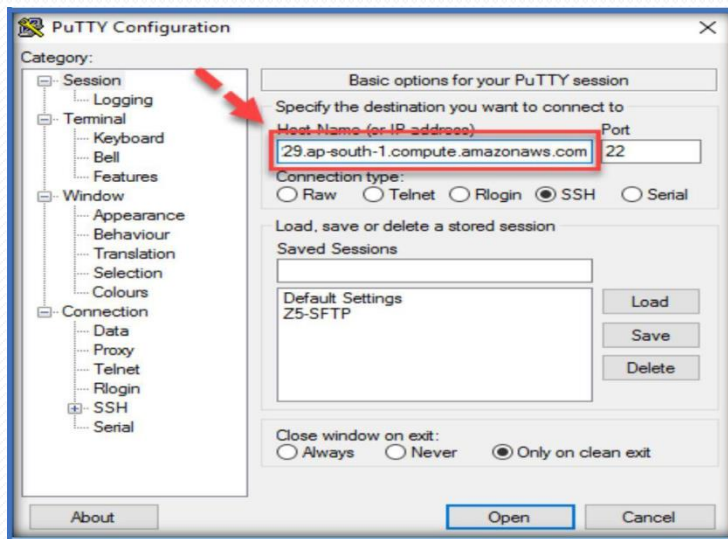 PuTTY Configuration
Category:
Session
Logging
Terminal
Keyboard
Bell
Features
Window
Appearance
Behaviour
Translation
Selection
Colours
Connection
Data
Proxy
Telnet
Rlogin
SSH
Serial
Basic options for your PuTTY session
Specify the destination you want to connect to
Host Name (or IP address) Port
29.ap-south-1.compute.amazonaws.com 22
Connection type:
Raw Telnet Rlogin SSH Serial
Load, save or delete a stored session
Saved Sessions
Default Settings
Z5-SFTP
Load
Save
Delete
Close window on exit:
Always Never Only on clean exit
About Open Cancel